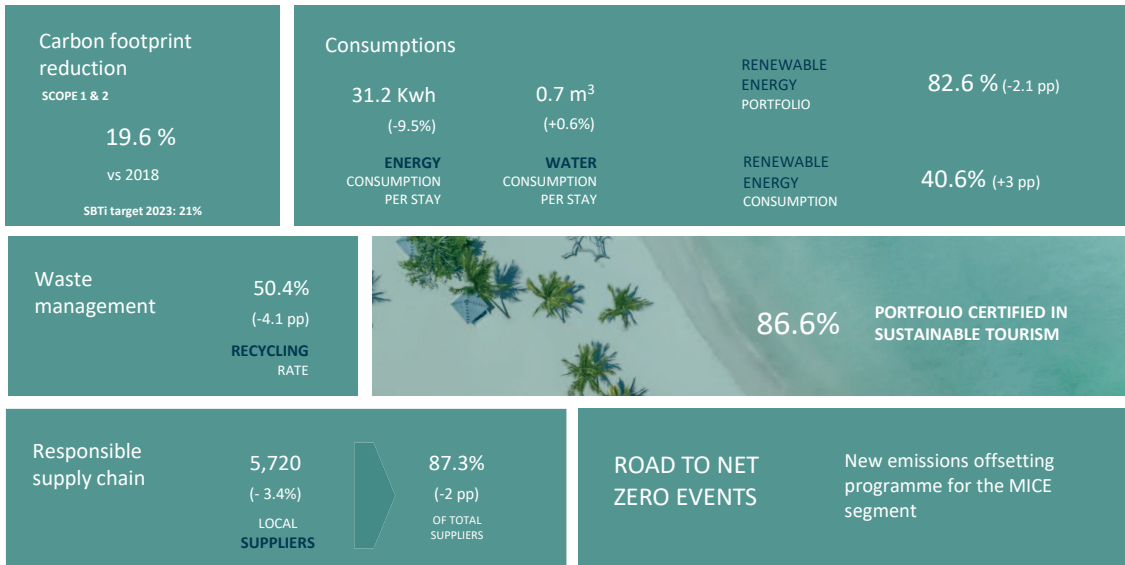 Carbon footprint
reduction
SCOPE 1 & 2
19.6 %
vs 2018
SBTi target 2023: 21%
Consumptions
31.2 Kwh
(-9.5%)
ENERGY
CONSUMPTION
PER STAY
0.7 m³
(+0.6%)
WATER
CONSUMPTION
PER STAY
RENEWABLE
ENERGY
PORTFOLIO
82.6 % (-2.1 pp)
RENEWABLE
ENERGY
CONSUMPTION
40.6% (+3 pp)
Waste
management
50.4%
(-4.1 pp)
RECYCLING
RATE
86.6%
PORTFOLIO CERTIFIED IN
SUSTAINABLE TOURISM
Responsible
supply chain
5,720
(- 3.4%)
LOCAL
SUPPLIERS
87.3%
(-2 pp)
OF TOTAL
SUPPLIERS
ROAD TO NET
ZERO EVENTS
New emissions offsetting
programme for the MICE
segment